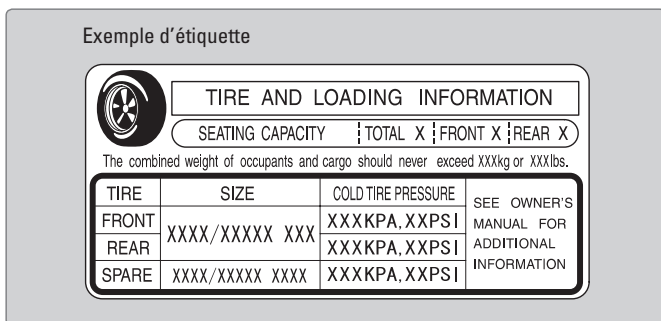 Exemple d'étiquette
TIRE AND LOADING INFORMATION
SEATING CAPACITY TOTAL X FRONT X REAR X
The combined weight of occupants and cargo should never exceed XXXkg or XXXlbs.
TIRE SIZE COLD TIRE PRESSURE SEE OWNER'S MANUAL FOR ADDITIONAL INFORMATION
FRONT XXXX/XXXXX XXX XXXKPA,XXPSI
REAR XXXKPA,XXPSI
SPARE XXXX/XXXXX XXXX XXXKPA,XXPSI